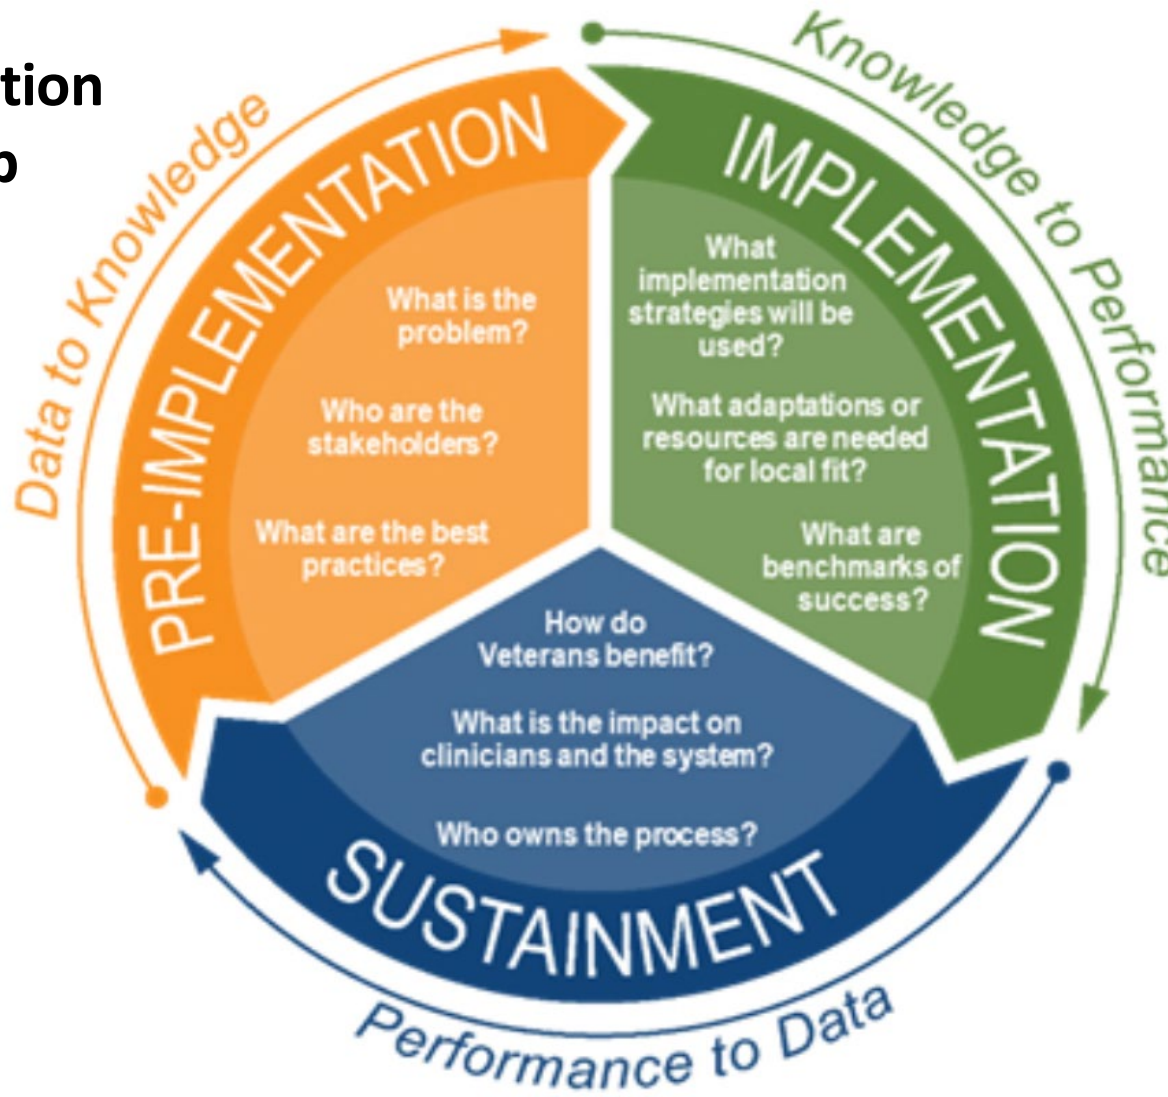 tion
p
Data to Knowledge
PRE-IMPLEMENTATION
What is the
problem?
Who are the
stakeholders?
What are the best
practices?
Knowledge to Performance
IMPLEMENTATION
What
implementation
strategies will be
used?
What adaptations or
resources are needed
for local fit?
What are
benchmarks of
success?
How do
Veterans benefit?
What is the impact on
clinicians and the system?
Who owns the process?
SUSTAINMENT
Performance to Data